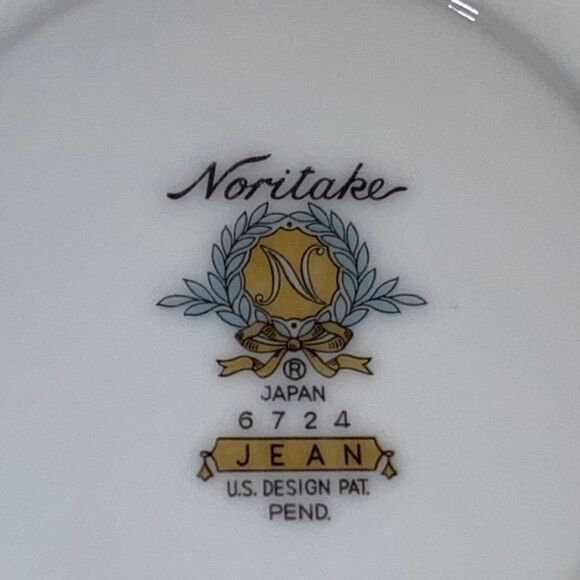 Noritake
N
®
JAPAN
6724
JEAN
U.S. DESIGN PAT.
PEND.